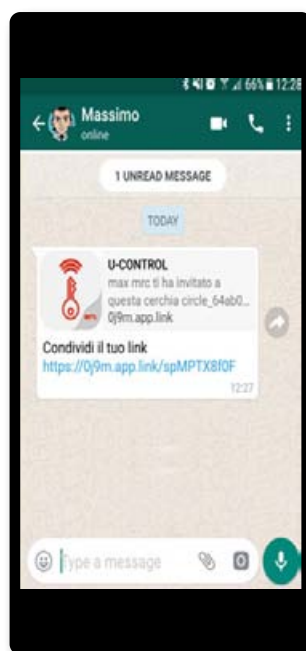 66% 12:28
Massimo
online
1 UNREAD MESSAGE
TODAY
U-CONTROL
max mrc ti ha invitato a
questa cerchia circle_64ab0...
0j9m.app.link
Condividi il tuo link
https://0j9m.app.link/spMPTX8f0F
12:27
Type a message